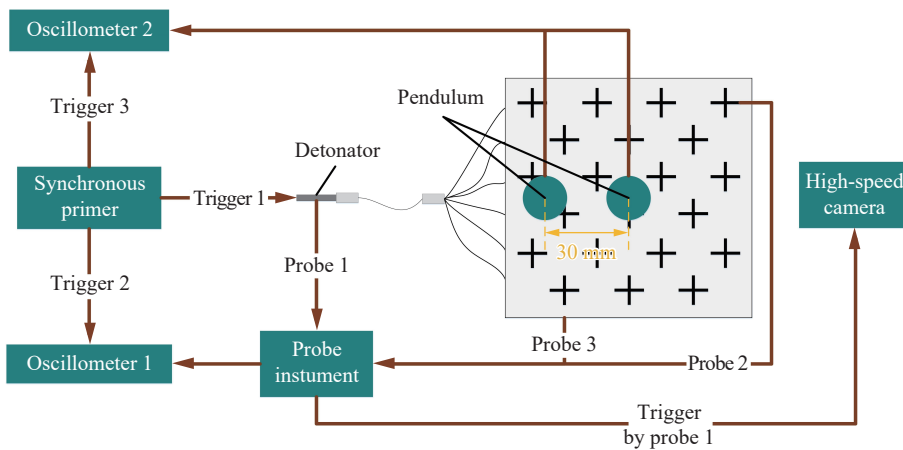 Oscillometer 2
Trigger 3
Pendulum
Detonator
Synchronous
primer
Trigger 1
High-speed
camera
30 mm
Probe 1
Trigger 2
Probe 3
Oscillometer 1
Probe
instument
Probe 2
Trigger
by probe 1